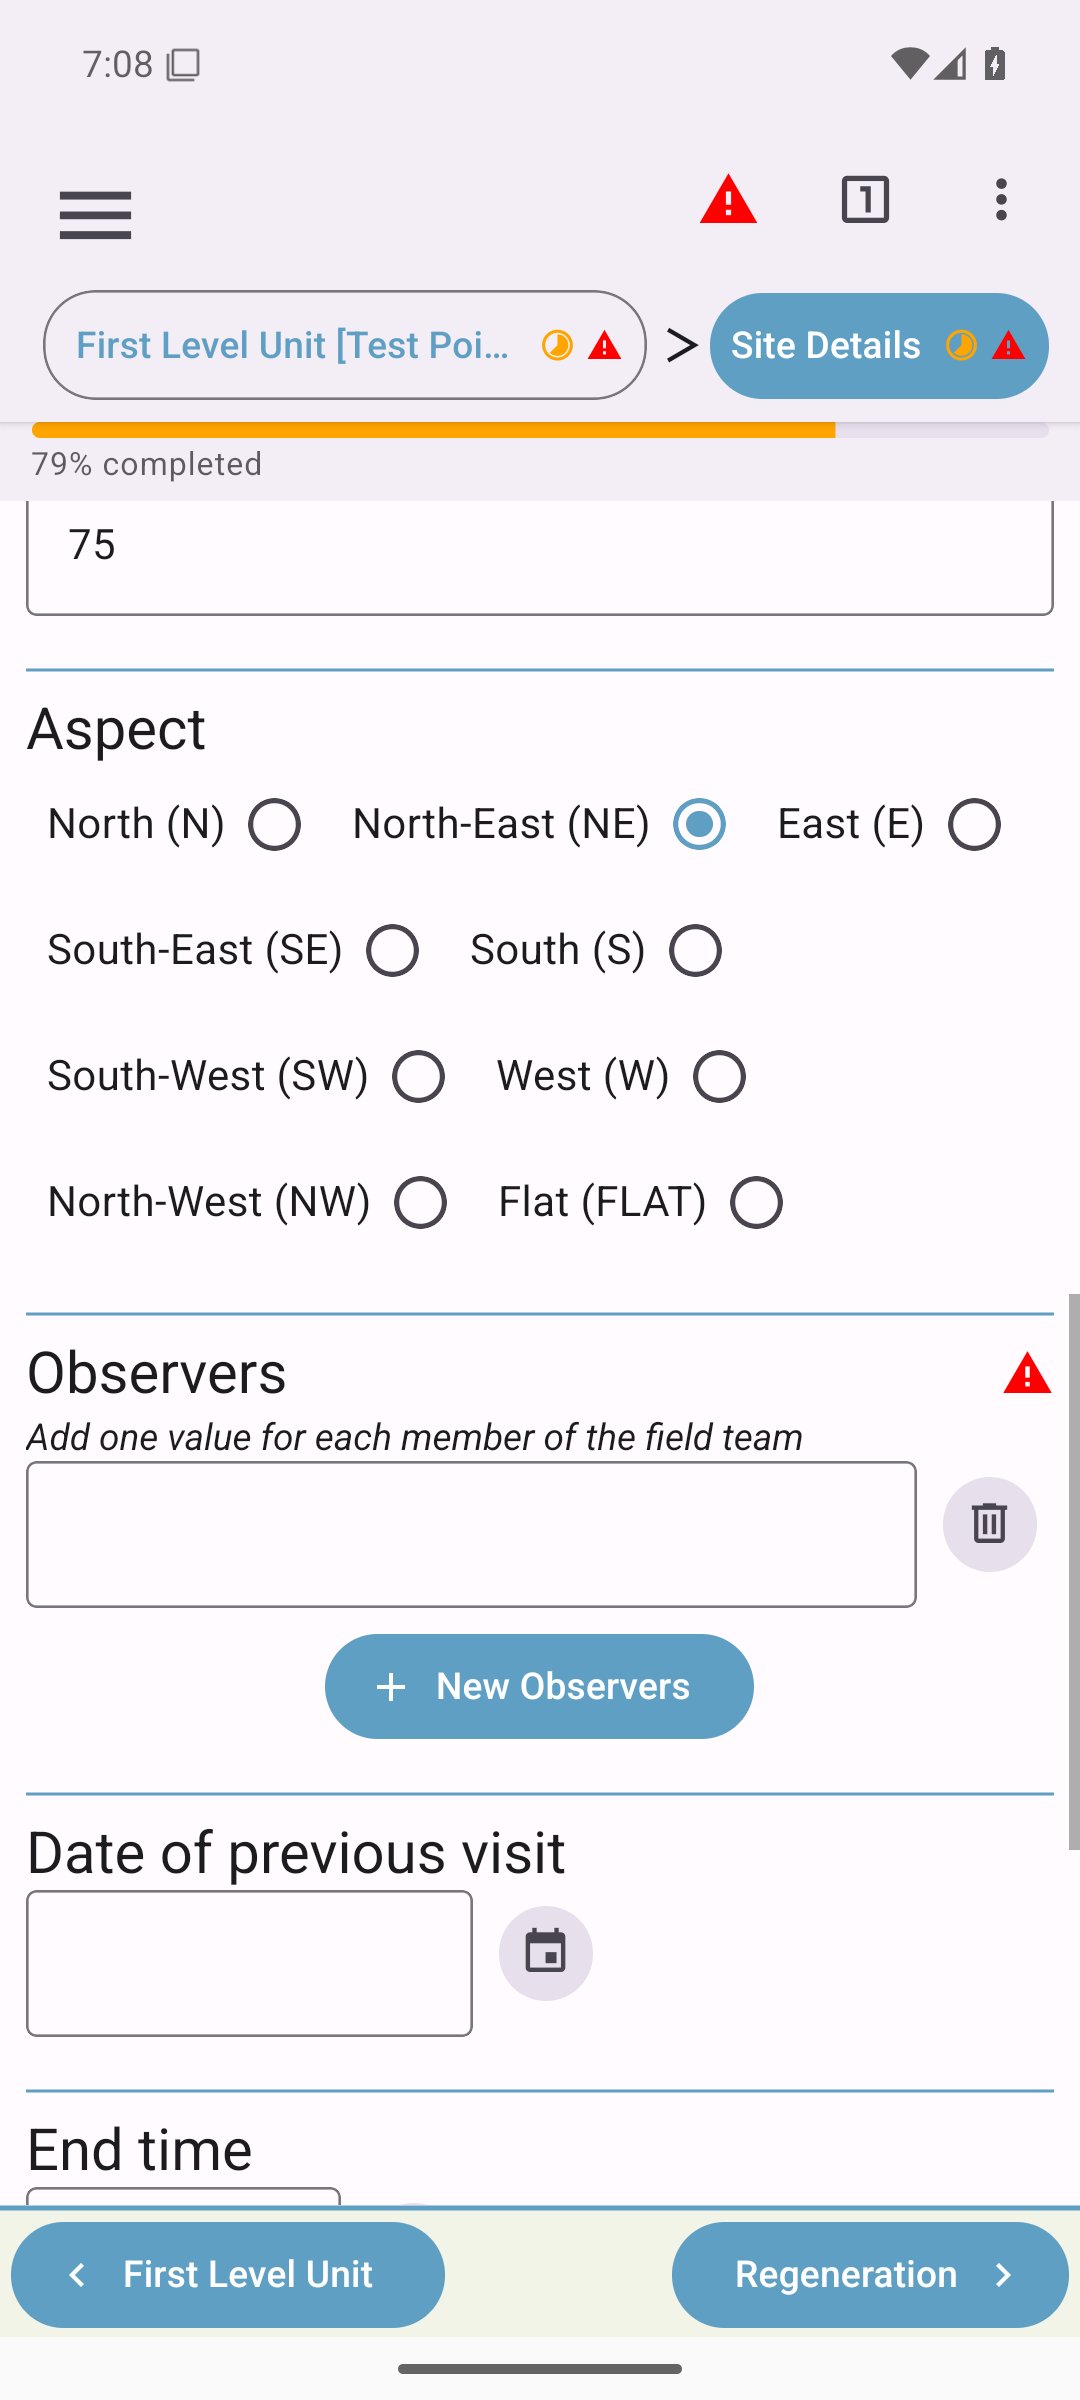 7:08
1
First Level Unit [Test Poi... > Site Details
79% completed
75
Aspect
North (N) North-East (NE) East (E)
South-East (SE) South (S)
South-West (SW) West (W)
North-West (NW) Flat (FLAT)
Observers
Add one value for each member of the field team
+ New Observers
Date of previous visit
End time
< First Level Unit Regeneration >